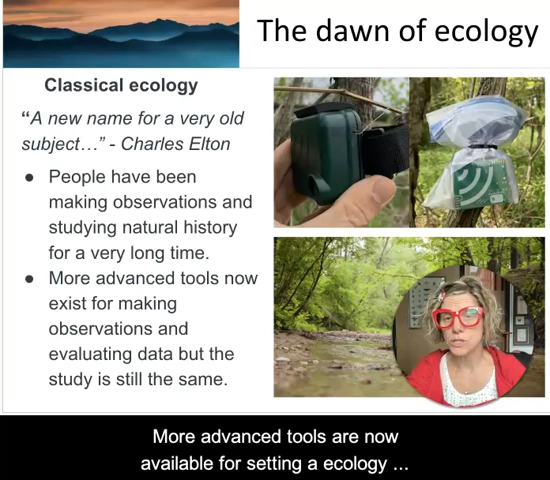 The dawn of ecology
Classical ecology
“A new name for a very old
subject…” - Charles Elton
● People have been
making observations and
studying natural history
for a very long time.
● More advanced tools now
exist for making
observations and
evaluating data but the
study is still the same.
More advanced tools are now
available for setting a ecology ...